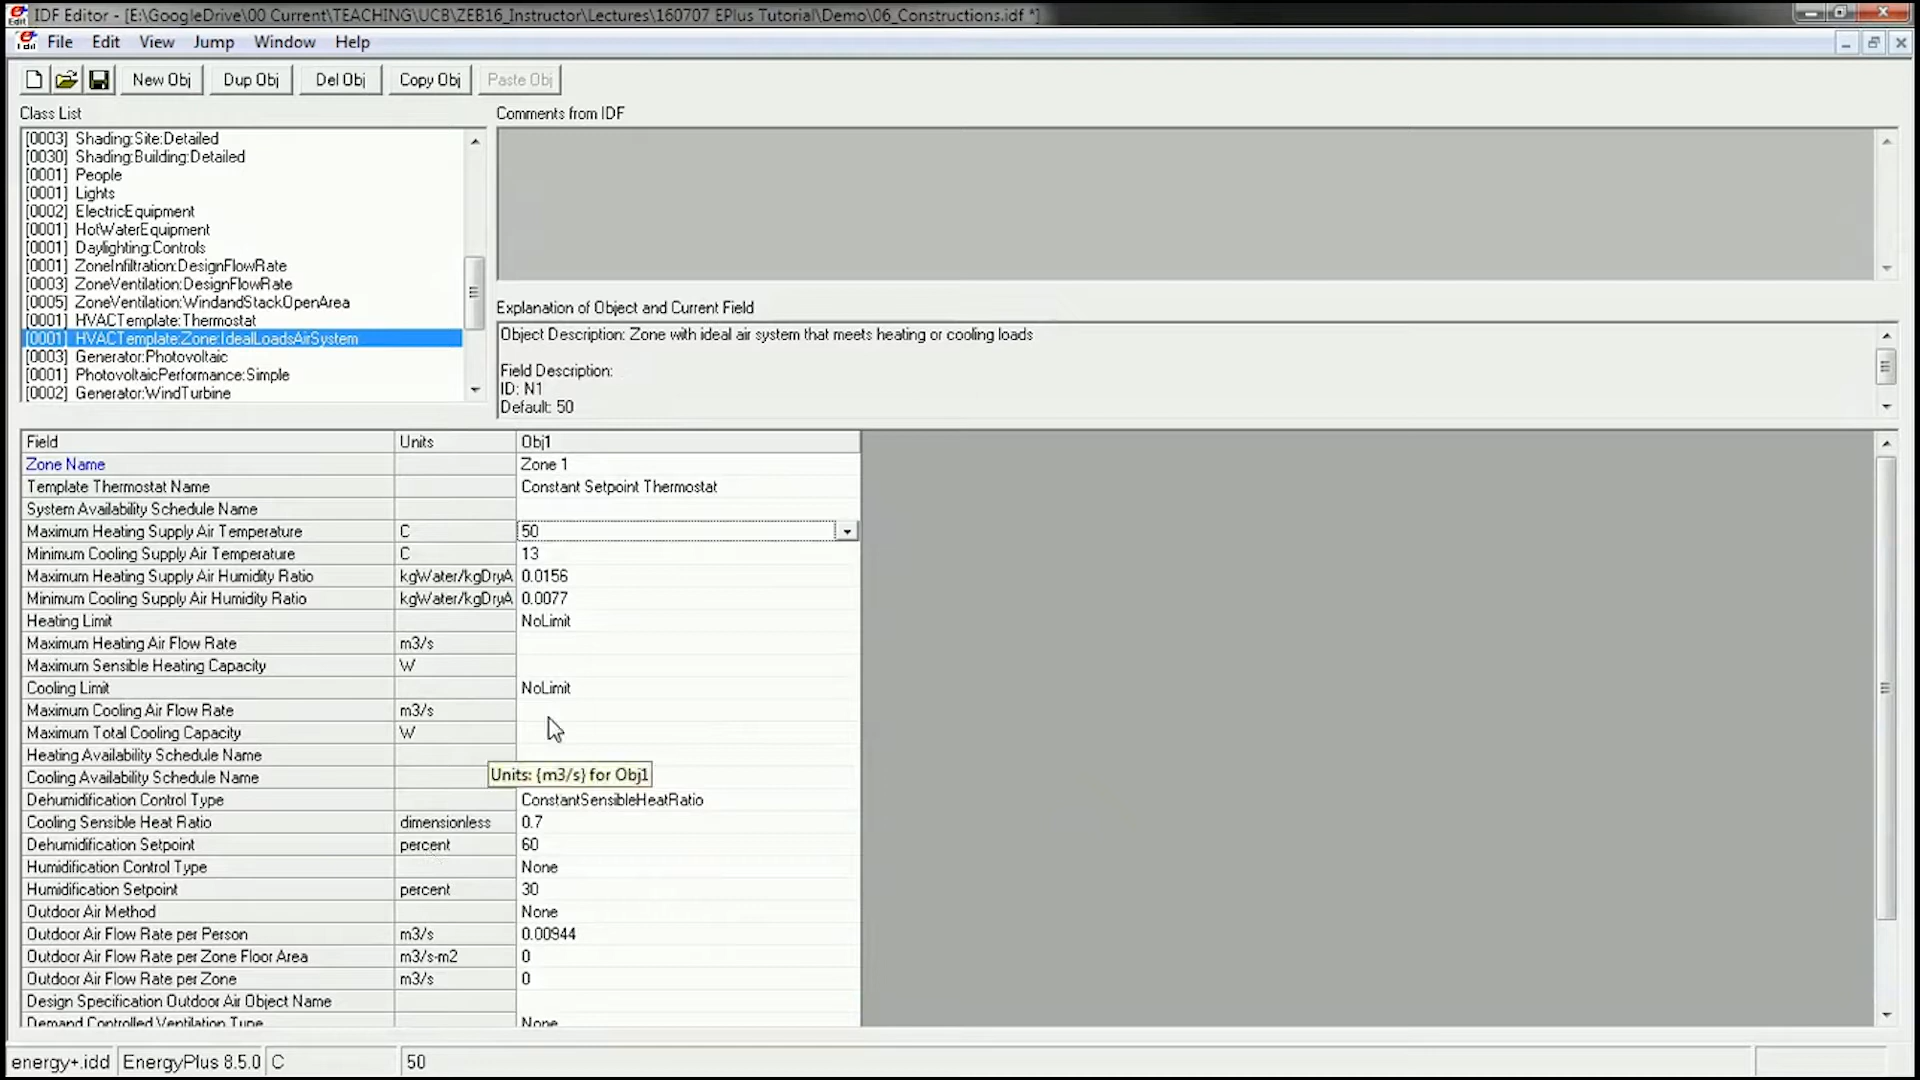 IDF Editor - [E:\GoogleDrive\00 Current\TEACHING\UCB\ZEB16_Instructor\Lectures\160707 EPlus Tutorial\Demo\06_Constructions.idf *]
File Edit View Jump Window Help
New Obj Dup Obj Del Obj Copy Obj Paste Obj
Class List
Comments from IDF
[0003] Shading:Site:Detailed
[0030] Shading:Building:Detailed
[0001] People
[0001] Lights
[0002] ElectricEquipment
[0001] HotWaterEquipment
[0001] Daylighting:Controls
[0001] ZoneInfiltration:DesignFlowRate
[0003] ZoneVentilation:DesignFlowRate
[0005] ZoneVentilation:WindandStackOpenArea
[0001] HVACTemplate:Thermostat
[0001] HVACTemplate:Zone:IdealLoadsAirSystem
[0003] Generator:Photovoltaic
[0001] PhotovoltaicPerformance:Simple
[0002] Generator:WindTurbine
Explanation of Object and Current Field
Object Description: Zone with ideal air system that meets heating or cooling loads
Field Description:
ID: N1
Default: 50
Field Units Obj1
Zone Name Zone 1
Template Thermostat Name Constant Setpoint Thermostat
System Availability Schedule Name
Maximum Heating Supply Air Temperature C 50
Minimum Cooling Supply Air Temperature C 13
Maximum Heating Supply Air Humidity Ratio kgWater/kgDryA 0.0156
Minimum Cooling Supply Air Humidity Ratio kgWater/kgDryA 0.0077
Heating Limit NoLimit
Maximum Heating Air Flow Rate m3/s
Maximum Sensible Heating Capacity W
Cooling Limit NoLimit
Maximum Cooling Air Flow Rate m3/s
Maximum Total Cooling Capacity W
Heating Availability Schedule Name
Cooling Availability Schedule Name
Units: {m3/s} for Obj1
Dehumidification Control Type ConstantSensibleHeatRatio
Cooling Sensible Heat Ratio dimensionless 0.7
Dehumidification Setpoint percent 60
Humidification Control Type None
Humidification Setpoint percent 30
Outdoor Air Method None
Outdoor Air Flow Rate per Person m3/s 0.00944
Outdoor Air Flow Rate per Zone Floor Area m3/s-m2 0
Outdoor Air Flow Rate per Zone m3/s 0
Design Specification Outdoor Air Object Name
Demand Controlled Ventilation Type None
energy+.idd EnergyPlus 8.5.0 C 50